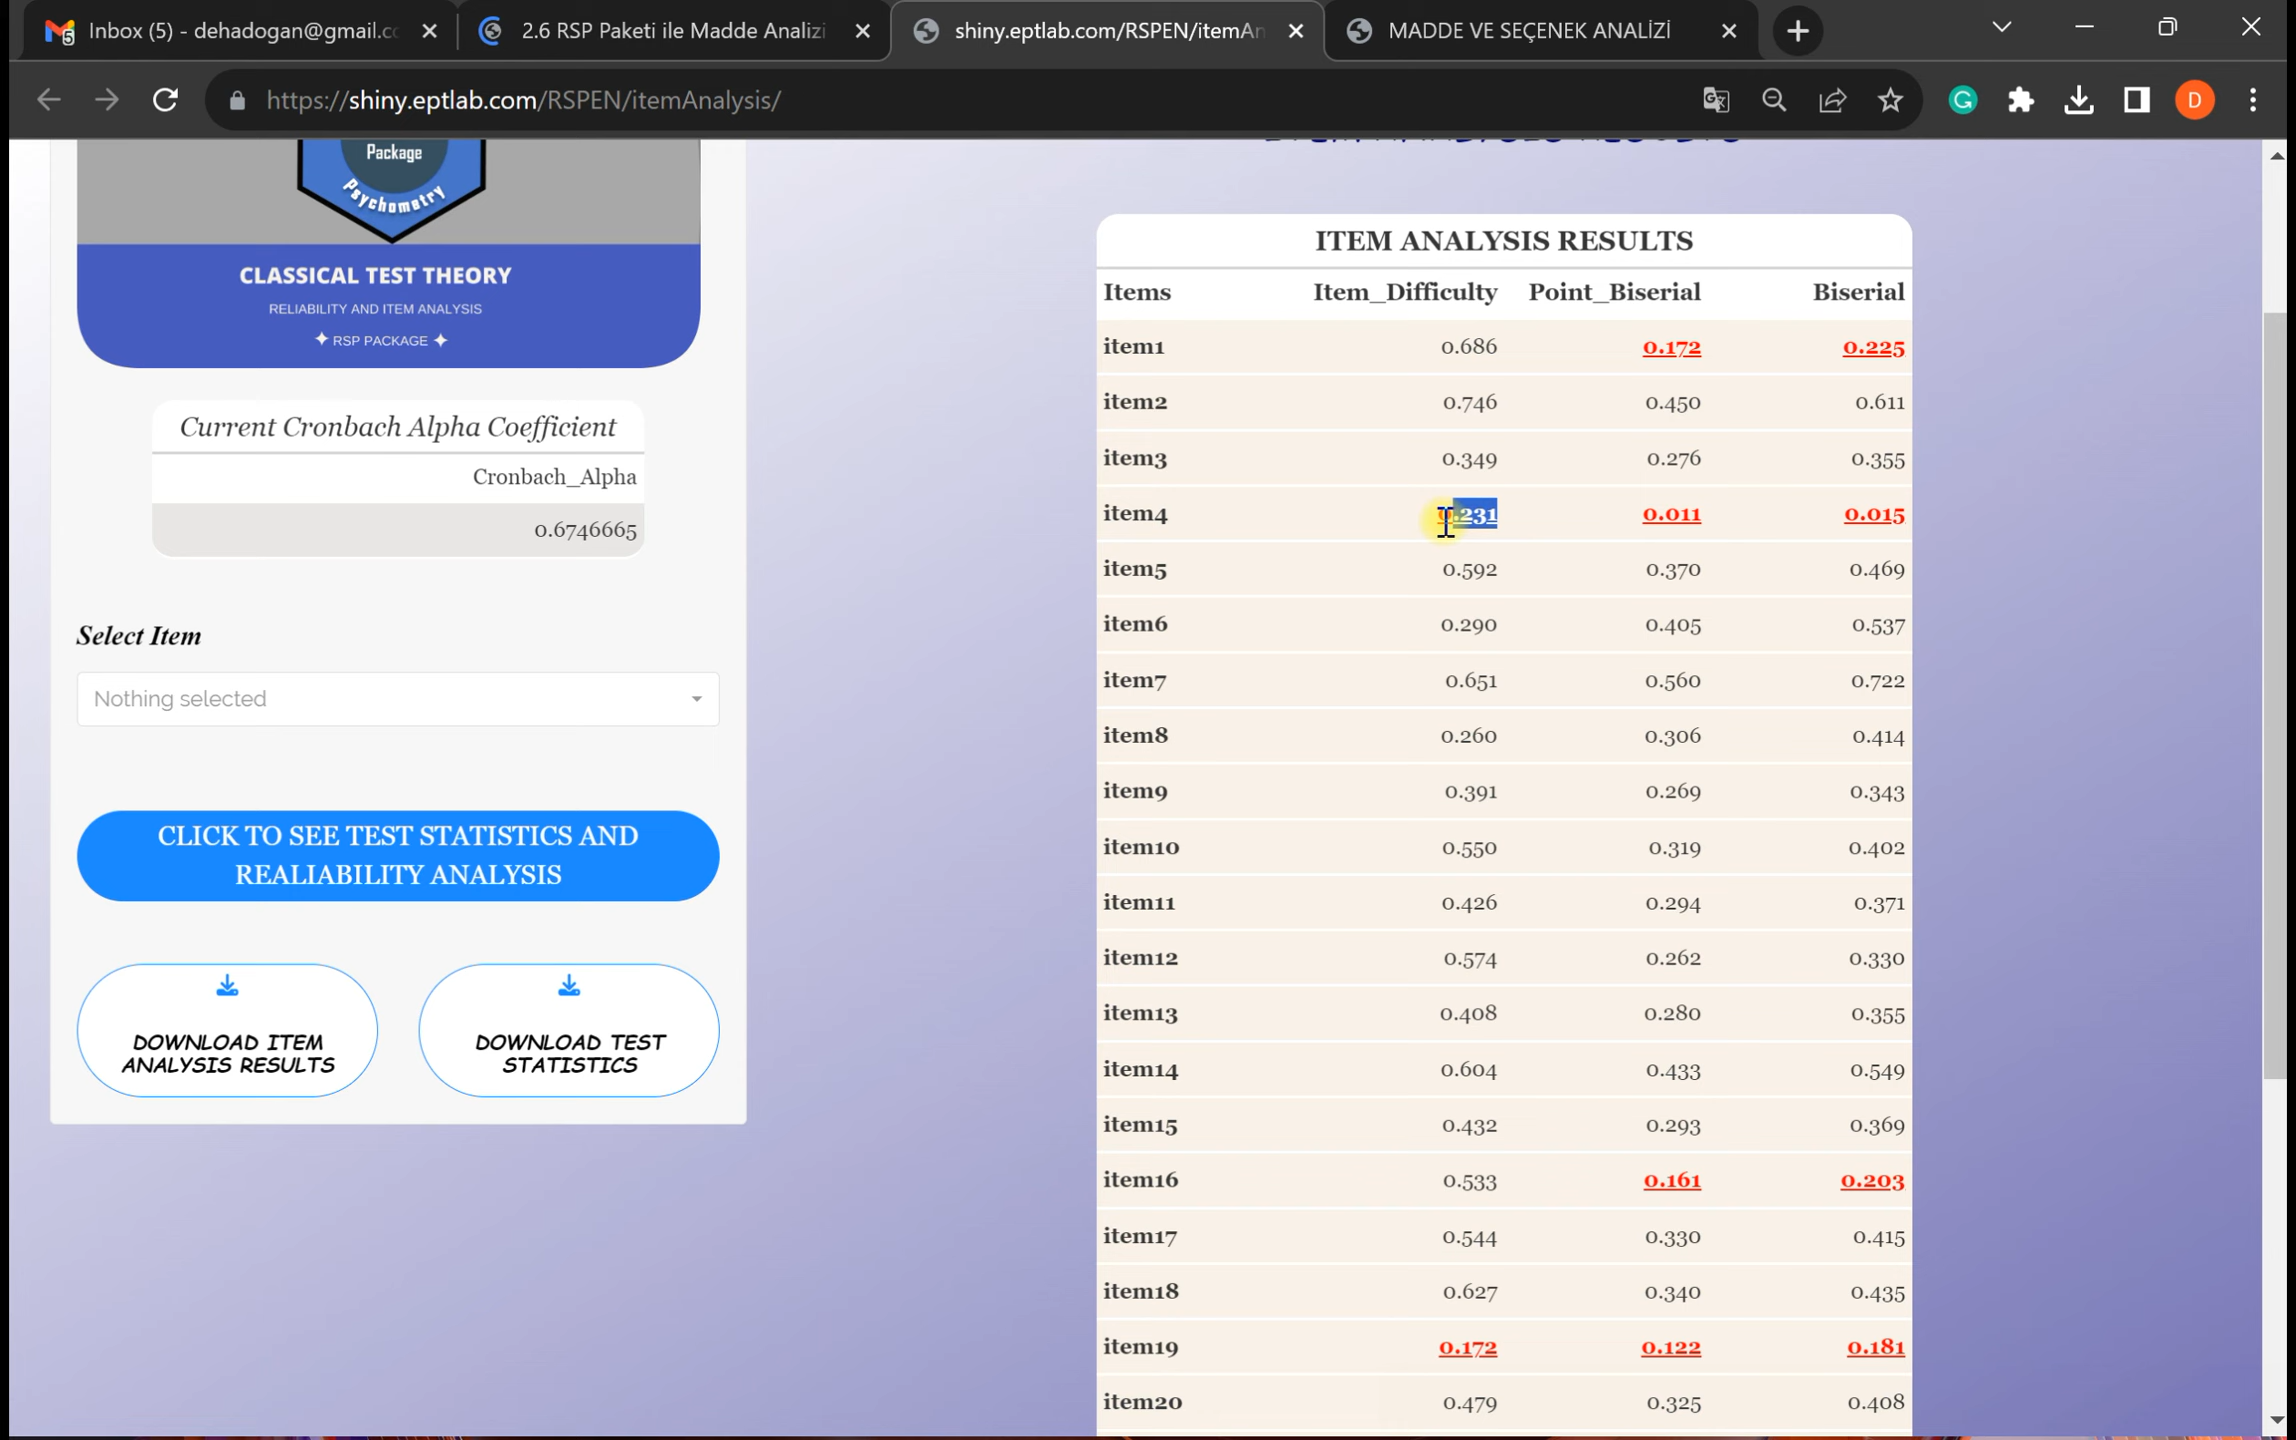 Inbox (5) - dehadogan@gmail.cc
2.6 RSP Paketi ile Madde Analizi
shiny.eptlab.com/RSPEN/itemAn
MADDE VE SEÇENEK ANALİZİ
https://shiny.eptlab.com/RSPEN/itemAnalysis/
D
Package
Psychometry
CLASSICAL TEST THEORY
RELIABILITY AND ITEM ANALYSIS
✦ RSP PACKAGE ✦
Current Cronbach Alpha Coefficient
Cronbach_Alpha
0.6746665
Select Item
Nothing selected
CLICK TO SEE TEST STATISTICS AND
REALIABILITY ANALYSIS
DOWNLOAD ITEM
ANALYSIS RESULTS
DOWNLOAD TEST
STATISTICS
ITEM ANALYSIS RESULTS
Items Item_Difficulty Point_Biserial Biserial
item1 0.686 0.172 0.225
item2 0.746 0.450 0.611
item3 0.349 0.276 0.355
item4 0.231 0.011 0.015
item5 0.592 0.370 0.469
item6 0.290 0.405 0.537
item7 0.651 0.560 0.722
item8 0.260 0.306 0.414
item9 0.391 0.269 0.343
item10 0.550 0.319 0.402
item11 0.426 0.294 0.371
item12 0.574 0.262 0.330
item13 0.408 0.280 0.355
item14 0.604 0.433 0.549
item15 0.432 0.293 0.369
item16 0.533 0.161 0.203
item17 0.544 0.330 0.415
item18 0.627 0.340 0.435
item19 0.172 0.122 0.181
item20 0.479 0.325 0.408